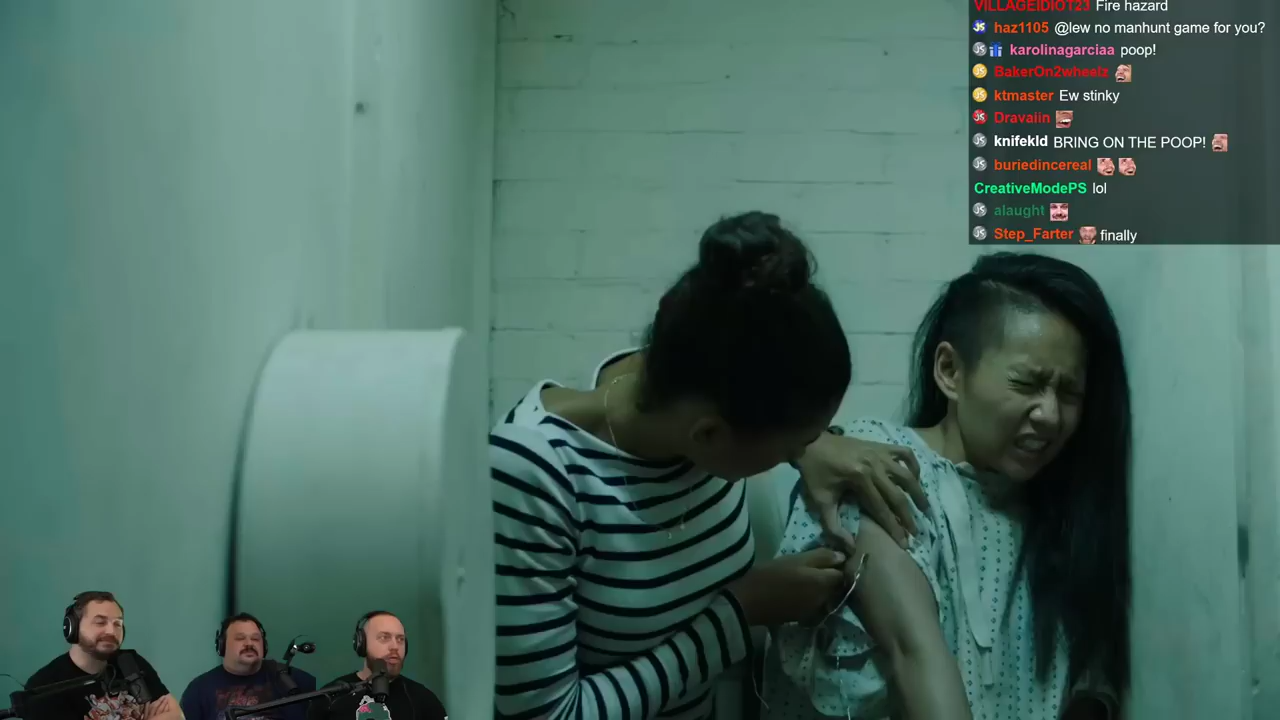 VILLAGEIDIOT23 Fire hazard
haz1105 @lew no manhunt game for you?
karolinagarciaa poop!
BakerOn2wheelz
ktmaster Ew stinky
Dravaiin
knifekld BRING ON THE POOP!
buriedincereal
CreativeModePS lol
alaught
Step_Farter finally